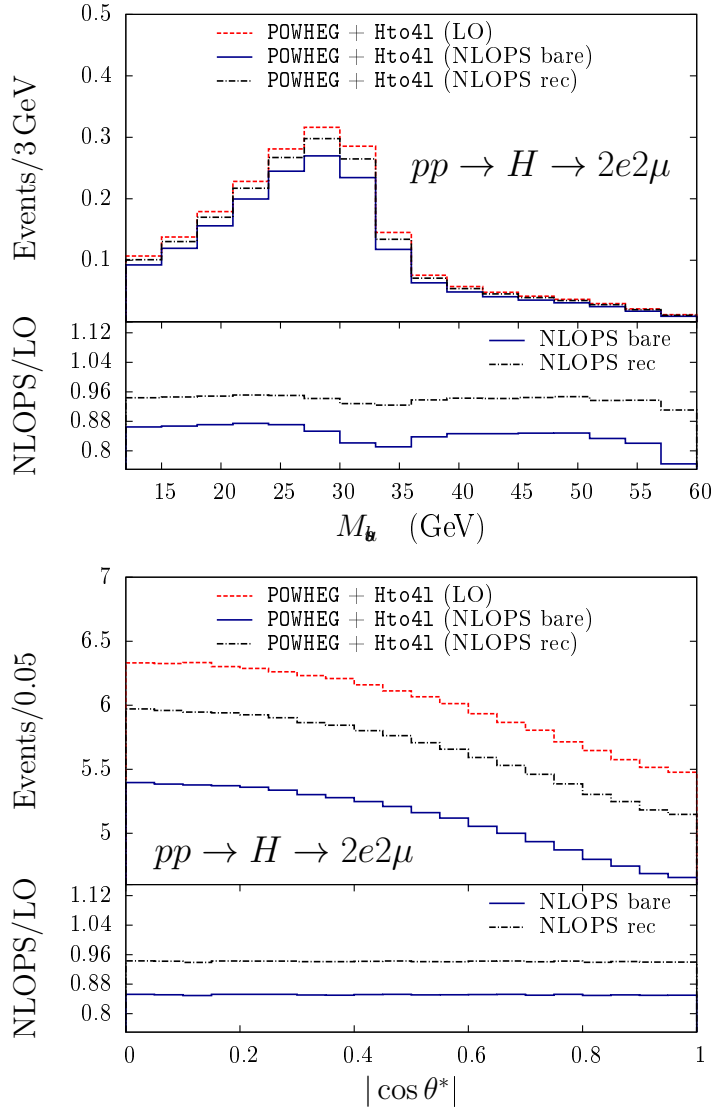 0.5
0.4
0.3
0.2
0.1
Events/3 GeV
POWHEG + Hto4l (LO)
POWHEG + Hto4l (NLOPS bare)
POWHEG + Hto4l (NLOPS rec)
pp → H → 2e2μ
1.12
1.04
0.96
0.88
0.8
NLOPS/LO
NLOPS bare
NLOPS rec
15 20 25 30 35 40 45 50 55 60
M (GeV)
7
6.5
6
5.5
5
Events/0.05
POWHEG + Hto4l (LO)
POWHEG + Hto4l (NLOPS bare)
POWHEG + Hto4l (NLOPS rec)
pp → H → 2e2μ
1.12
1.04
0.96
0.88
0.8
NLOPS/LO
NLOPS bare
NLOPS rec
0 0.2 0.4 0.6 0.8 1
| cos θ*|